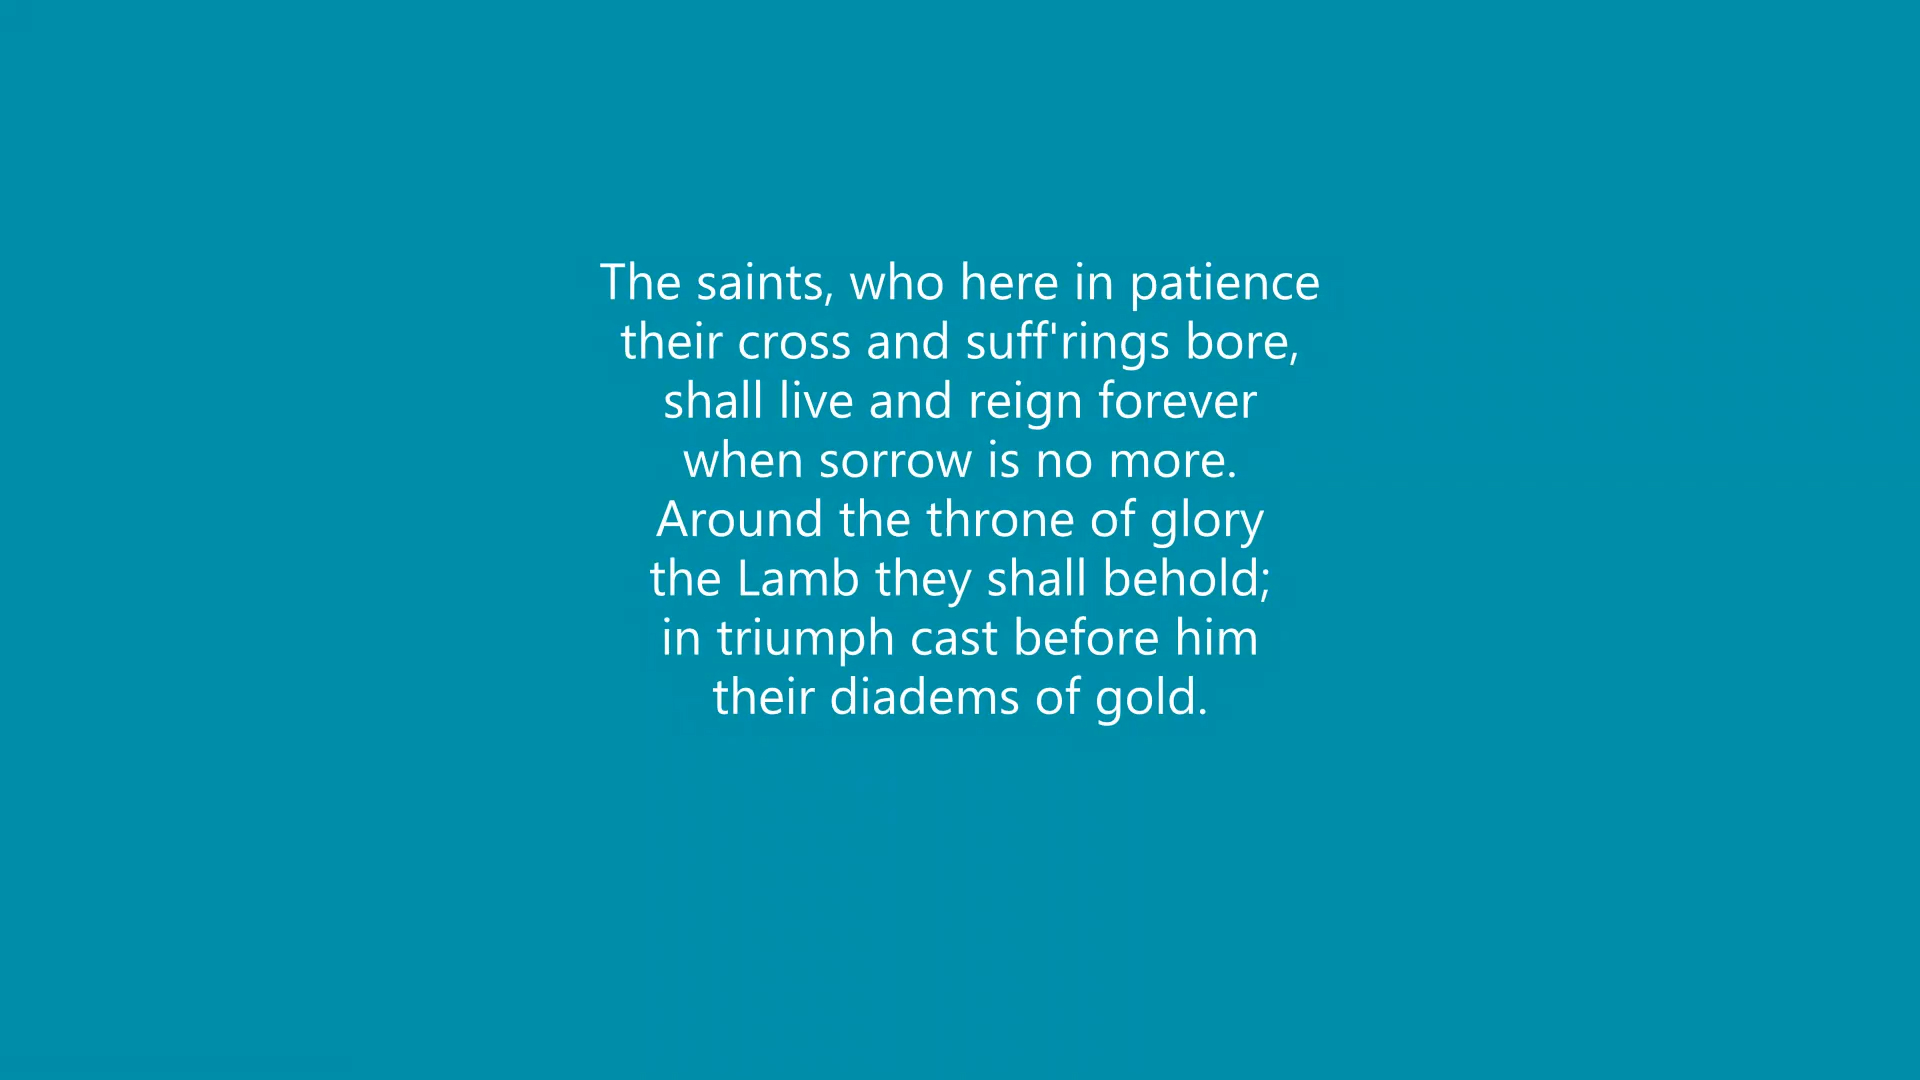 The saints, who here in patience
their cross and suff'rings bore,
shall live and reign forever
when sorrow is no more.
Around the throne of glory
the Lamb they shall behold;
in triumph cast before him
their diadems of gold.